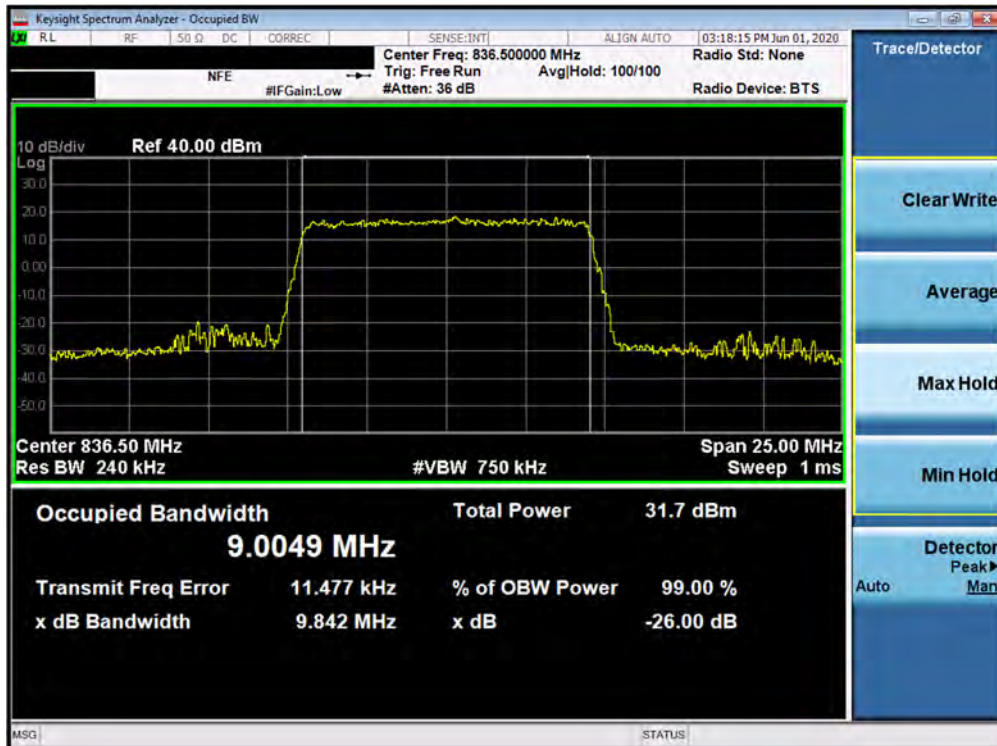 Keysight Spectrum Analyzer - Occupied BW
LXI RL RF 50 Ω DC CORREC SENSE:INT ALIGN AUTO 03:18:15 PM Jun 01, 2020
Center Freq: 836.500000 MHz Radio Std: None
NFE Trig: Free Run Avg|Hold: 100/100
#IFGain:Low #Atten: 36 dB Radio Device: BTS
Trace/Detector
10 dB/div Ref 40.00 dBm
Log
30.0
20.0
10.0
0.00
-10.0
-20.0
-30.0
-40.0
-50.0
Center 836.50 MHz Span 25.00 MHz
Res BW 240 kHz #VBW 750 kHz Sweep 1 ms
Occupied Bandwidth Total Power 31.7 dBm
9.0049 MHz
Transmit Freq Error 11.477 kHz % of OBW Power 99.00 %
x dB Bandwidth 9.842 MHz x dB -26.00 dB
Clear Write
Average
Max Hold
Min Hold
Detector
Peak▶
Auto Man
MSG STATUS